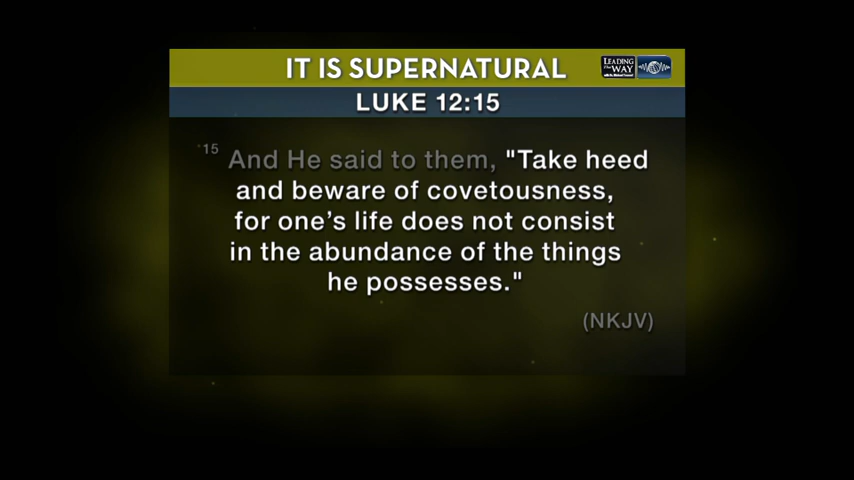 IT IS SUPERNATURAL
LEADING
The WAY
LUKE 12:15
15 And He said to them, "Take heed
and beware of covetousness,
for one's life does not consist
in the abundance of the things
he possesses."
(NKJV)